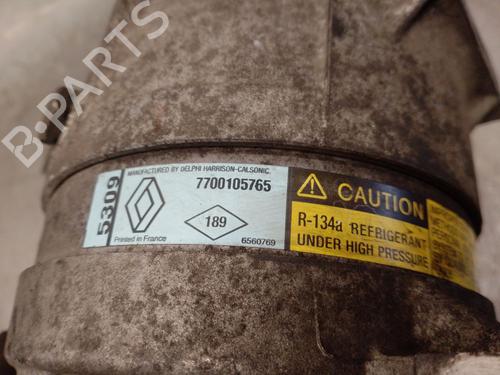 B-PARTS
5309
MANUFACTURED BY DELPHI HARRISON-CALSONIC.
7700105765
189
Printed in France
6560769
CAUTION
R-134a REFRIGERANT
UNDER HIGH PRESSURE